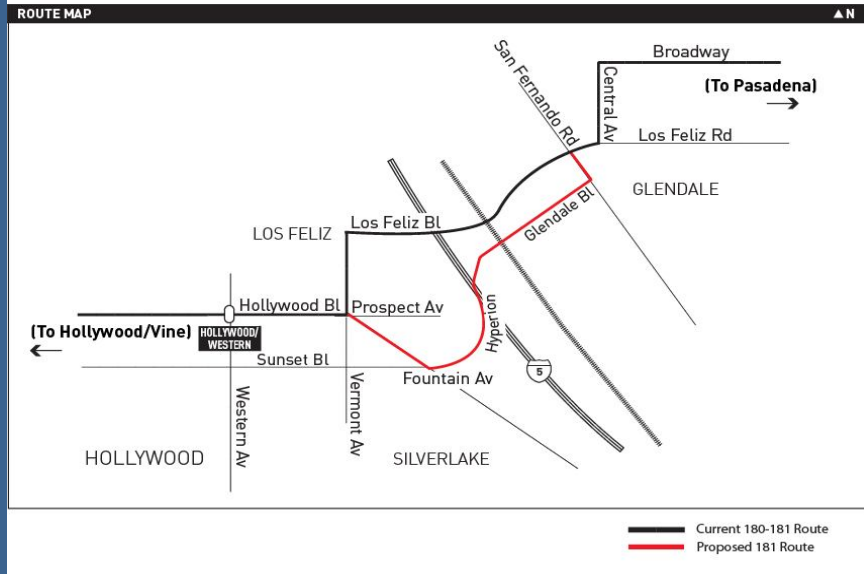 ROUTE MAP
▲N
Broadway
San Fernando Rd
Central Av
(To Pasadena)
Los Feliz Rd
GLENDALE
Glendale Bl
Los Feliz Bl
LOS FELIZ
Hollywood Bl
Prospect Av
Hyperion
(To Hollywood/Vine)
HOLLYWOOD/
WESTERN
Sunset Bl
Fountain Av
5
Western Av
Vermont Av
HOLLYWOOD
SILVERLAKE
Current 180-181 Route
Proposed 181 Route